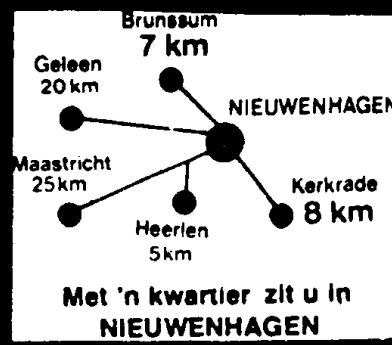 Brunssum
7 km
Geleen
20 km
NIEUWENHAGEN
Maastricht
25 km
Kerkrade
8 km
Heerlen
5 km
Met 'n kwartier zit u in
NIEUWENHAGEN